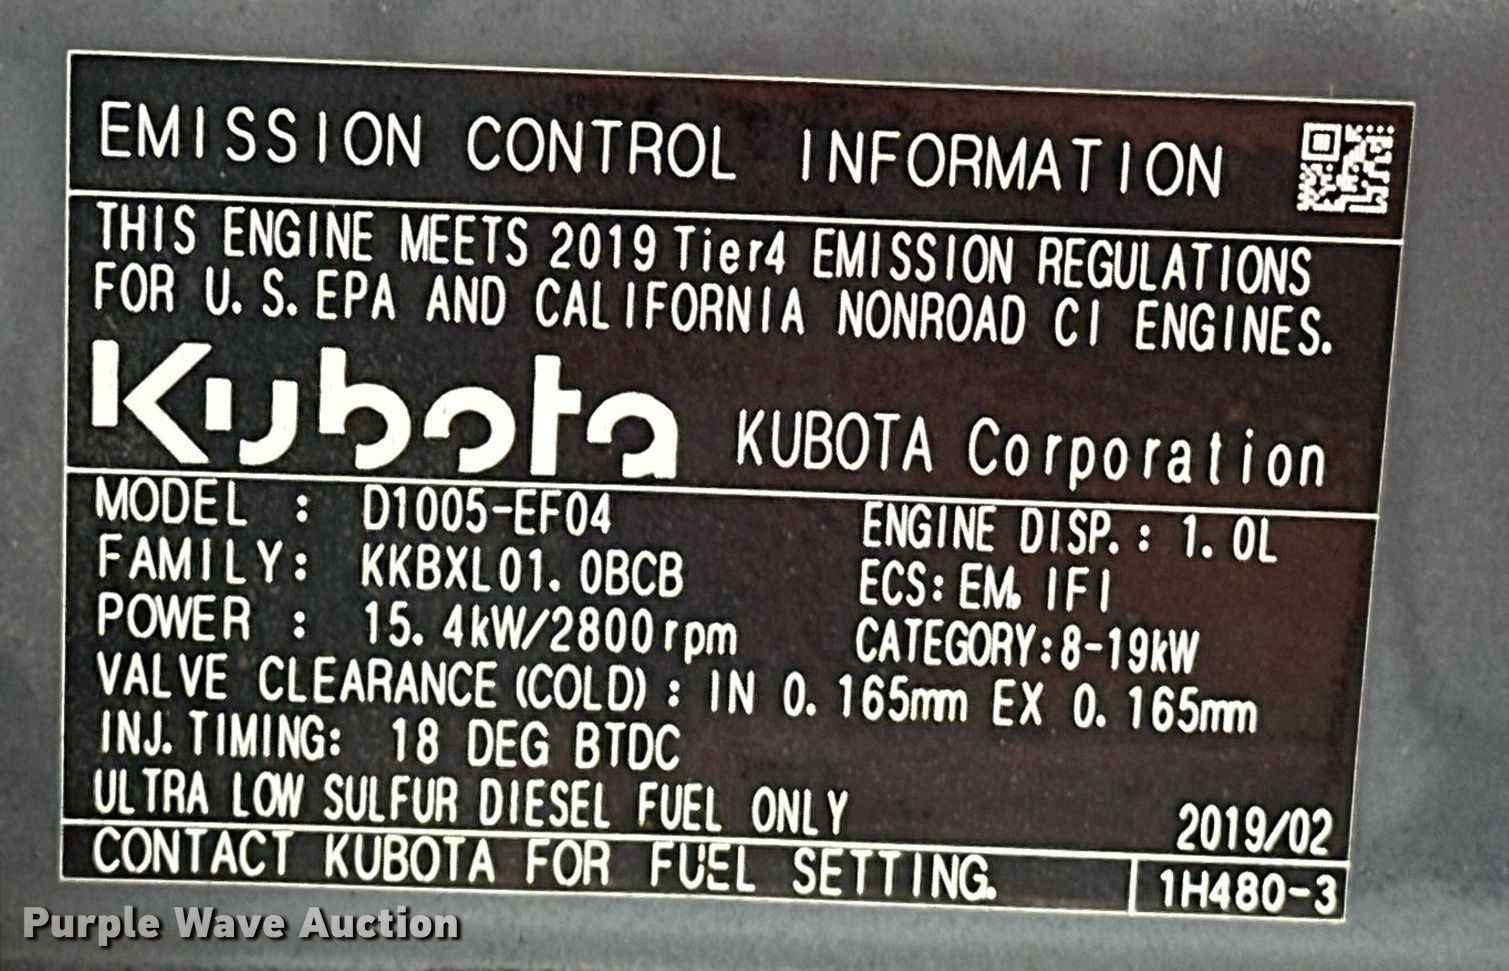 EMISSION CONTROL INFORMATION
THIS ENGINE MEETS 2019 Tier4 EMISSION REGULATIONS
FOR U.S.EPA AND CALIFORNIA NONROAD CI ENGINES.
Kubota KUBOTA Corporation
MODEL : D1005-EF04 ENGINE DISP.: 1.0L
FAMILY: KKBXL01.0BCB ECS: EM, IFI
POWER : 15.4kW/2800rpm CATEGORY:8-19kW
VALVE CLEARANCE(COLD): IN 0.165mm EX 0.165mm
INJ.TIMING: 18 DEG BTDC
ULTRA LOW SULFUR DIESEL FUEL ONLY 2019/02
CONTACT KUBOTA FOR FUEL SETTING. 1H480-3
Purple Wave Auction